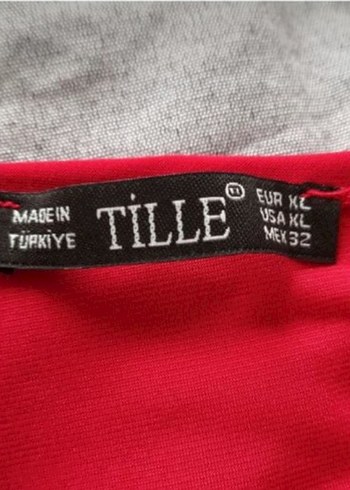 MADE IN
TÜRKİYE
TİLLE
EUR XL
USA XL
MEX 32